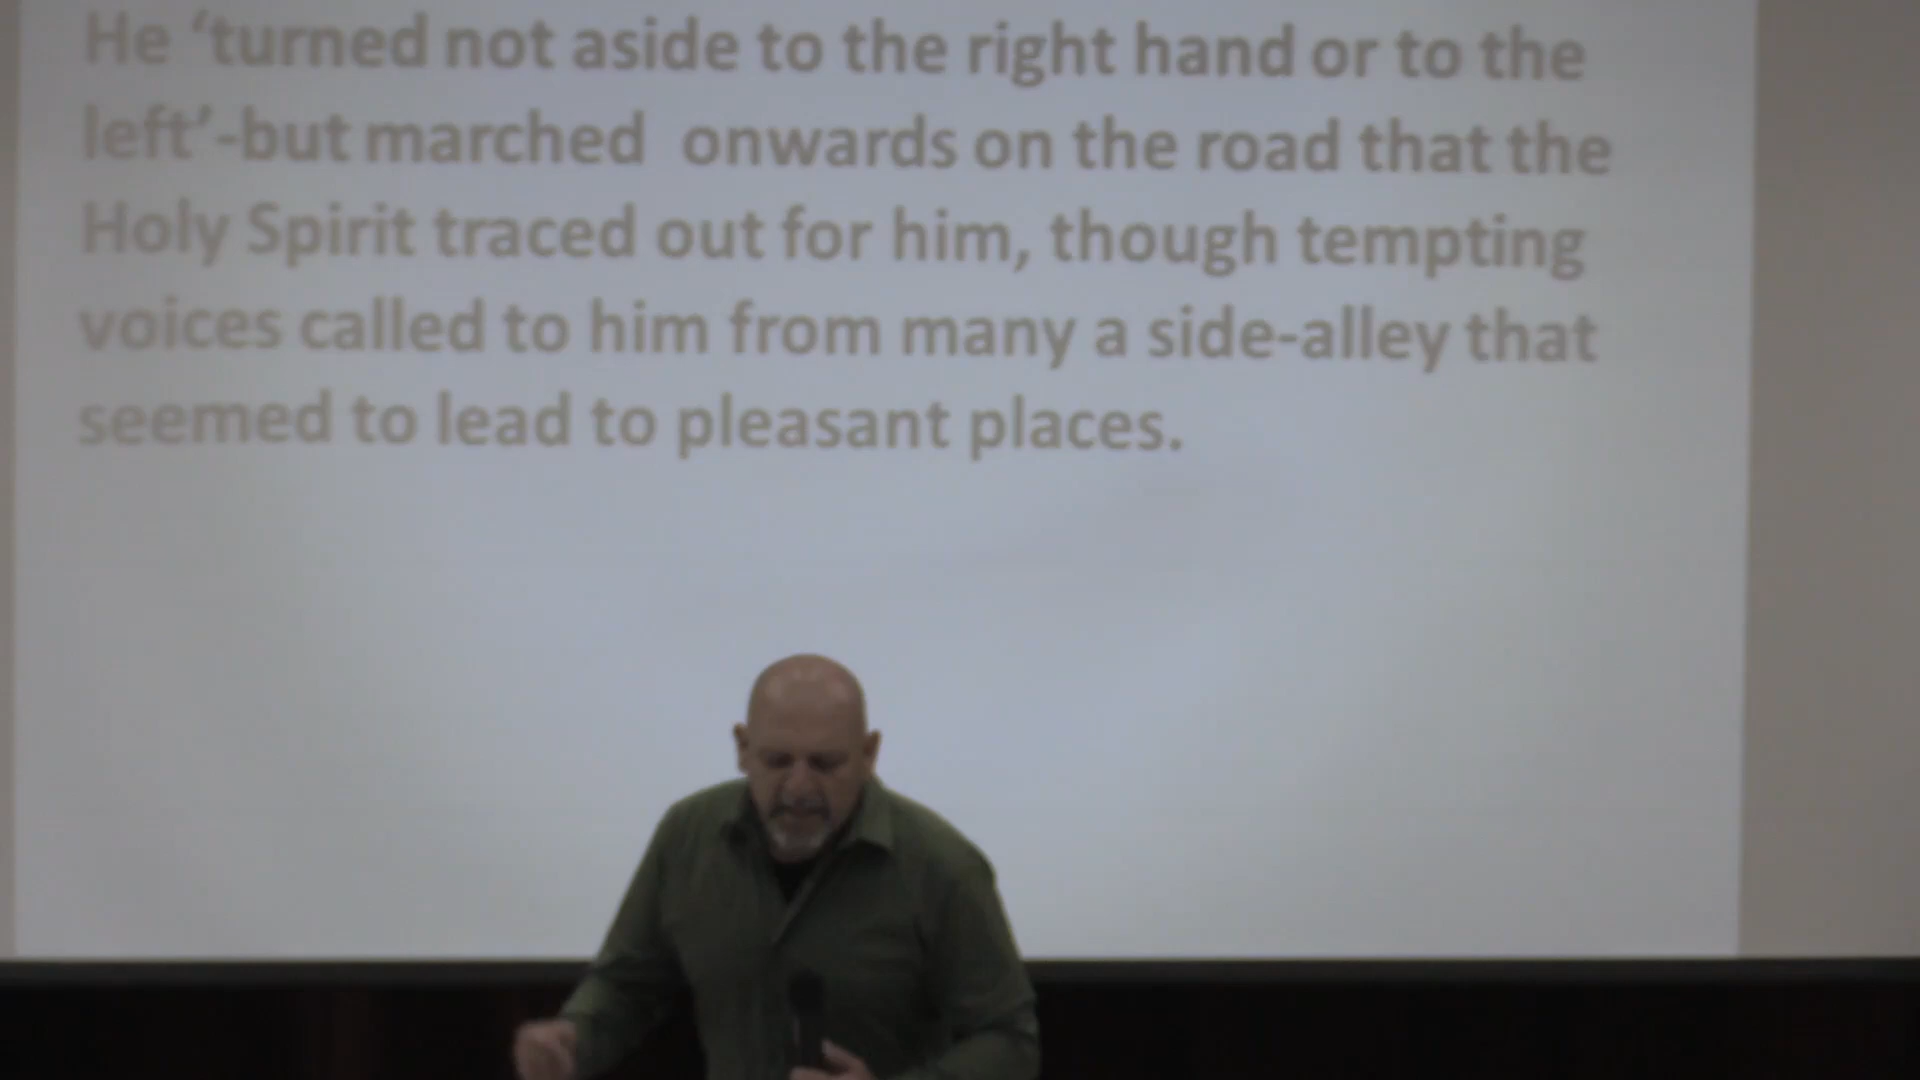 He ‘turned not aside to the right hand or to the
left’-but marched  onwards on the road that the
Holy Spirit traced out for him, though tempting
voices called to him from many a side-alley that
seemed to lead to pleasant places.